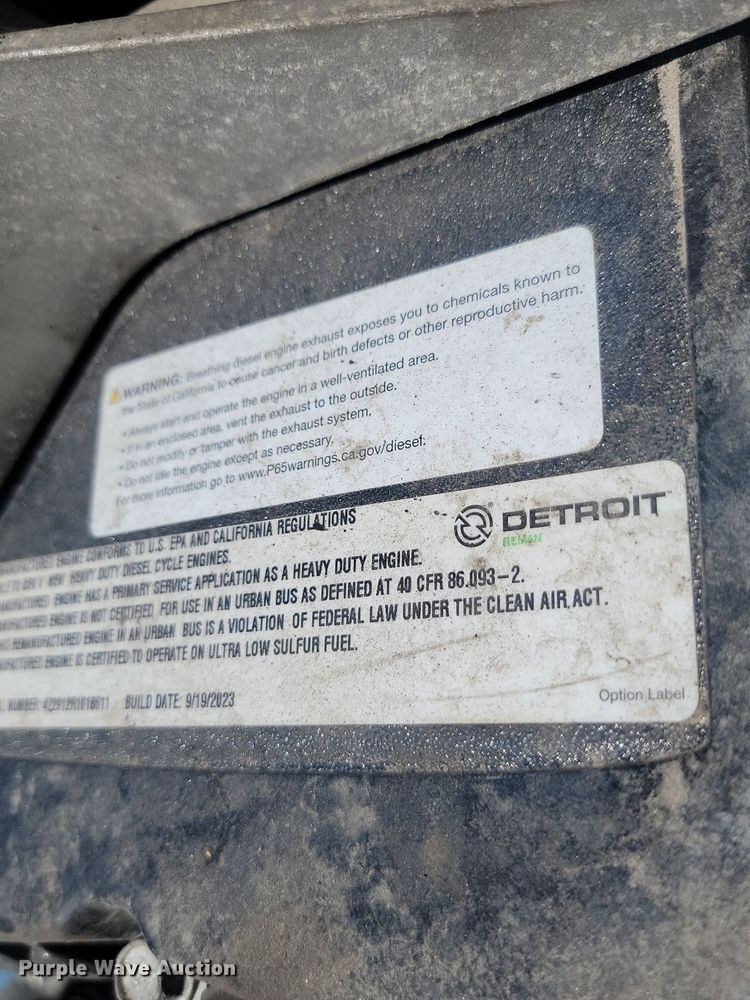 WARNING: Breathing diesel engine exhaust exposes you to chemicals known to
the State of California to cause cancer and birth defects or other reproductive harm.
• Always start and operate the engine in a well-ventilated area.
• If in an enclosed area, vent the exhaust to the outside.
• Do not modify or tamper with the exhaust system.
• Do not idle the engine except as necessary.
For more information go to www.P65warnings.ca.gov/diesel.
DETROIT
REMAN
ENGINE CONFORMS TO U.S. EPA AND CALIFORNIA REGULATIONS
NEW HEAVY DUTY DIESEL CYCLE ENGINES.
ENGINE HAS A PRIMARY SERVICE APPLICATION AS A HEAVY DUTY ENGINE.
ENGINE IS NOT CERTIFIED FOR USE IN AN URBAN BUS AS DEFINED AT 40 CFR 86.093-2.
REMANUFACTURED ENGINE IN AN URBAN BUS IS A VIOLATION OF FEDERAL LAW UNDER THE CLEAN AIR ACT.
ENGINE IS CERTIFIED TO OPERATE ON ULTRA LOW SULFUR FUEL.
NUMBER: BUILD DATE: 9/19/2023
Option Label
Purple Wave Auction